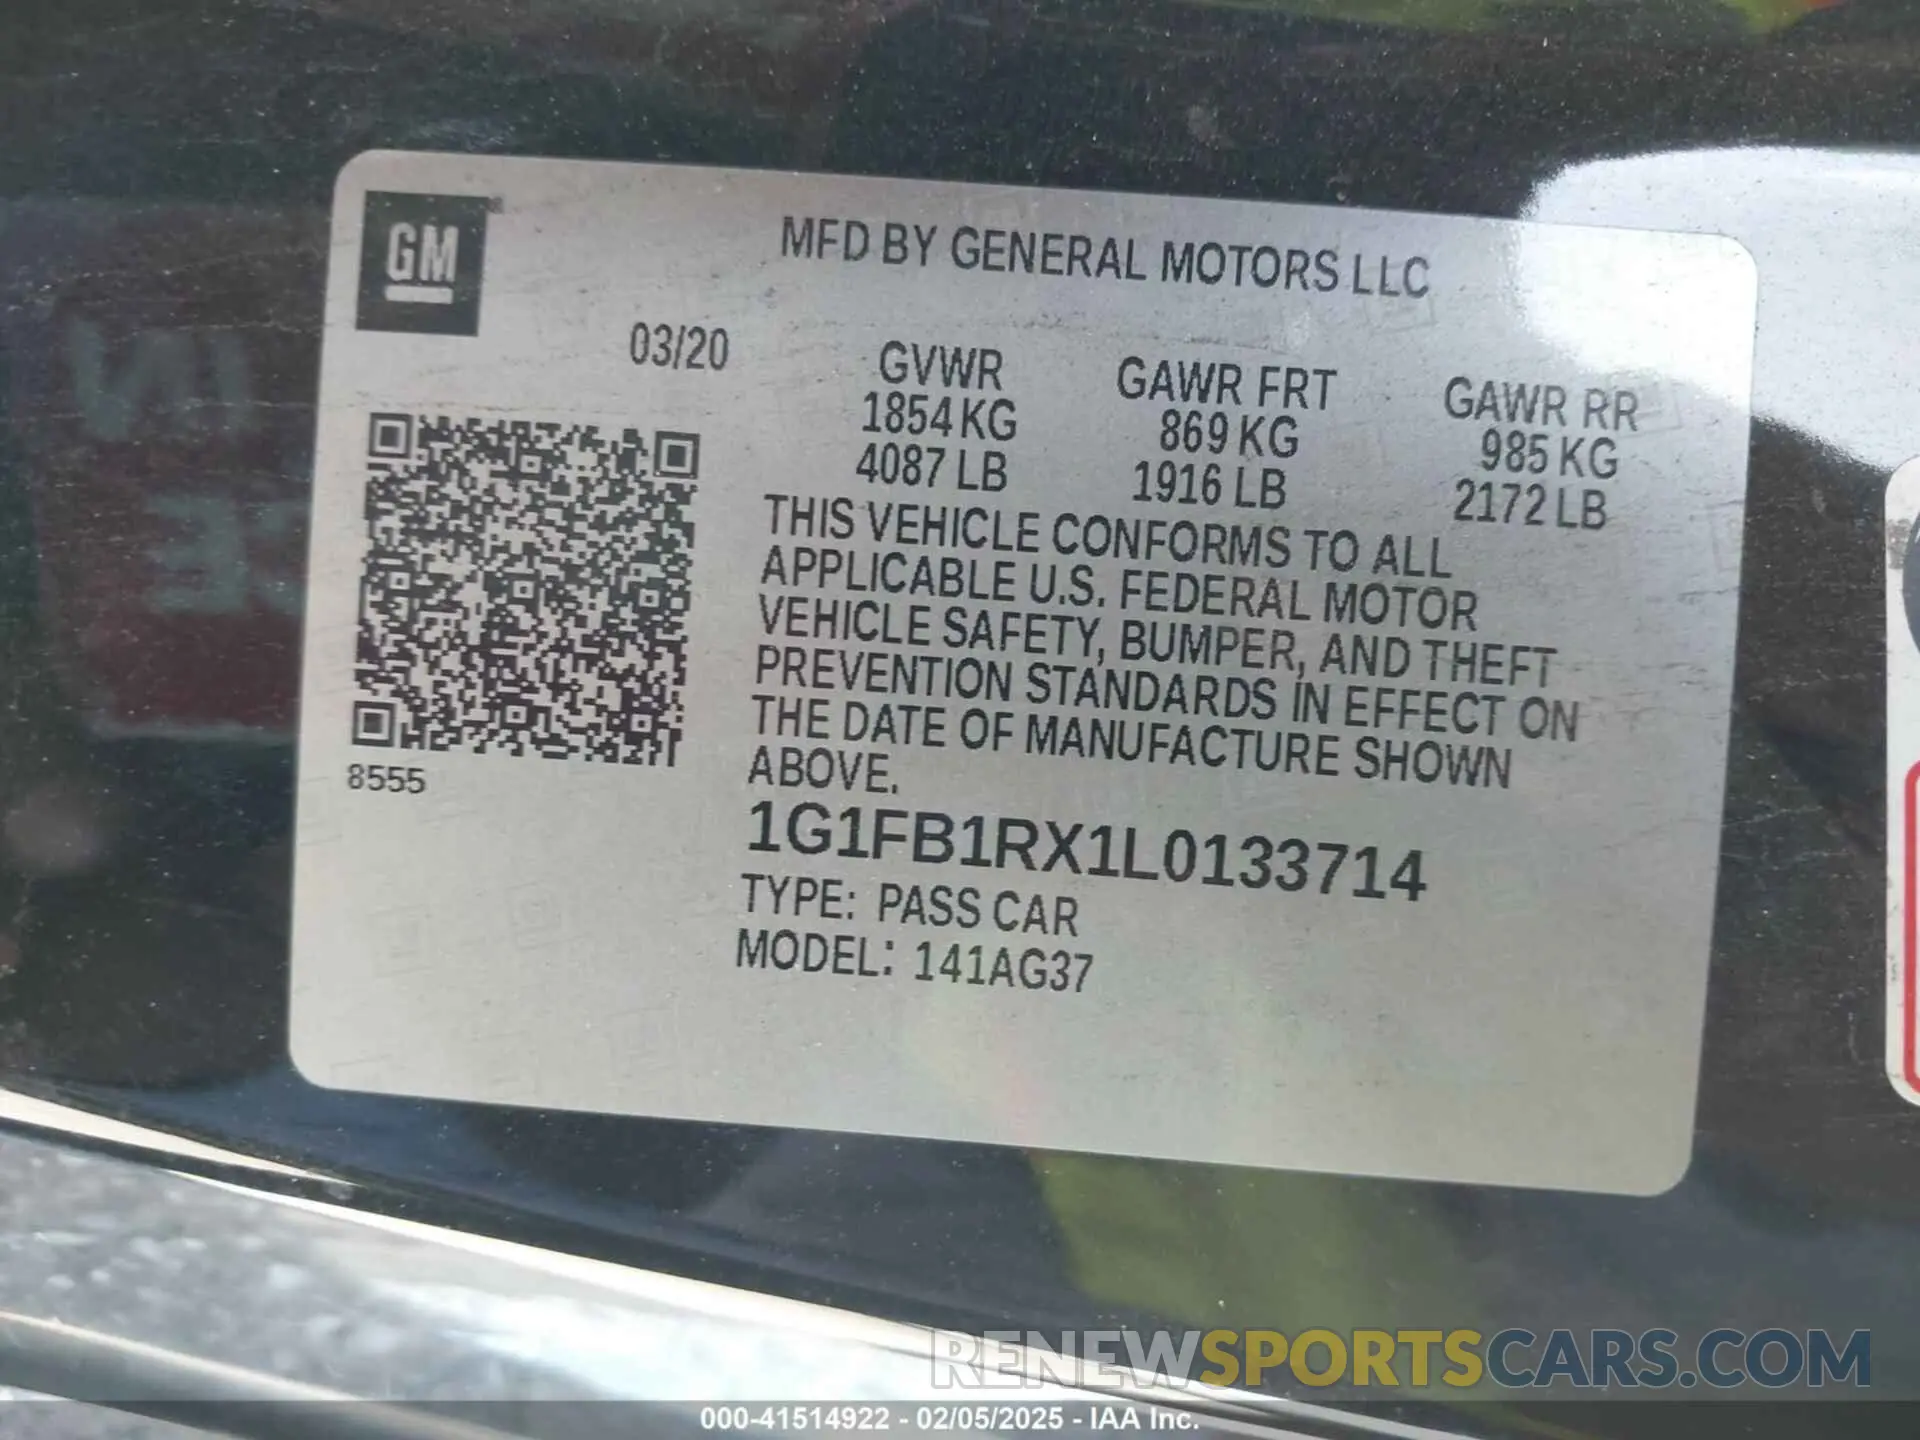 GM
MFD BY GENERAL MOTORS LLC
03/20
GVWR
1854 KG
4087 LB
GAWR FRT
869 KG
1916 LB
GAWR RR
985 KG
2172 LB
THIS VEHICLE CONFORMS TO ALL
APPLICABLE U.S. FEDERAL MOTOR
VEHICLE SAFETY, BUMPER, AND THEFT
PREVENTION STANDARDS IN EFFECT ON
THE DATE OF MANUFACTURE SHOWN
ABOVE.
8555
1G1FB1RX1L0133714
TYPE: PASS CAR
MODEL: 141AG37
RENEWSPORTSCARS.COM
000-41514922 - 02/05/2025 - IAA Inc.